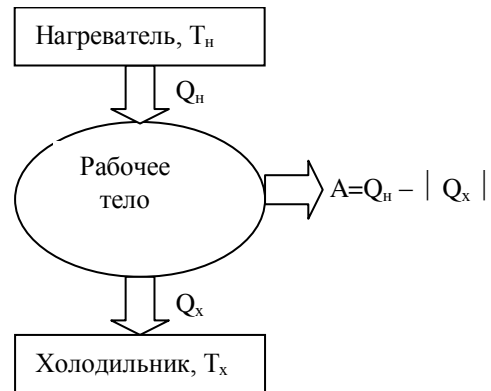 Нагреватель, Tн
Qн
Рабочее
тело
A=Qн – | Qх |
Qх
Холодильник, Tх